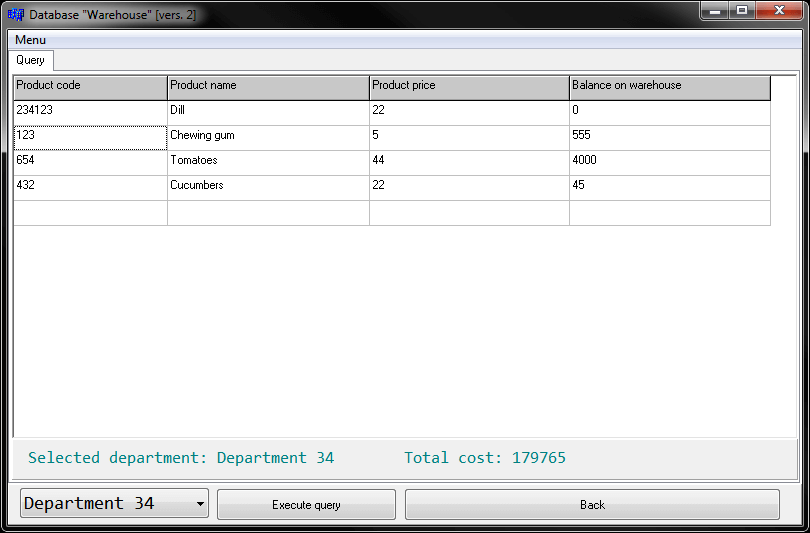 Database "Warehouse" [vers. 2]
Menu
Query
Product code Product name Product price Balance on warehouse
234123 Dill 22 0
123 Chewing gum 5 555
654 Tomatoes 44 4000
432 Cucumbers 22 45
Selected department: Department 34 Total cost: 179765
Department 34 Execute query Back